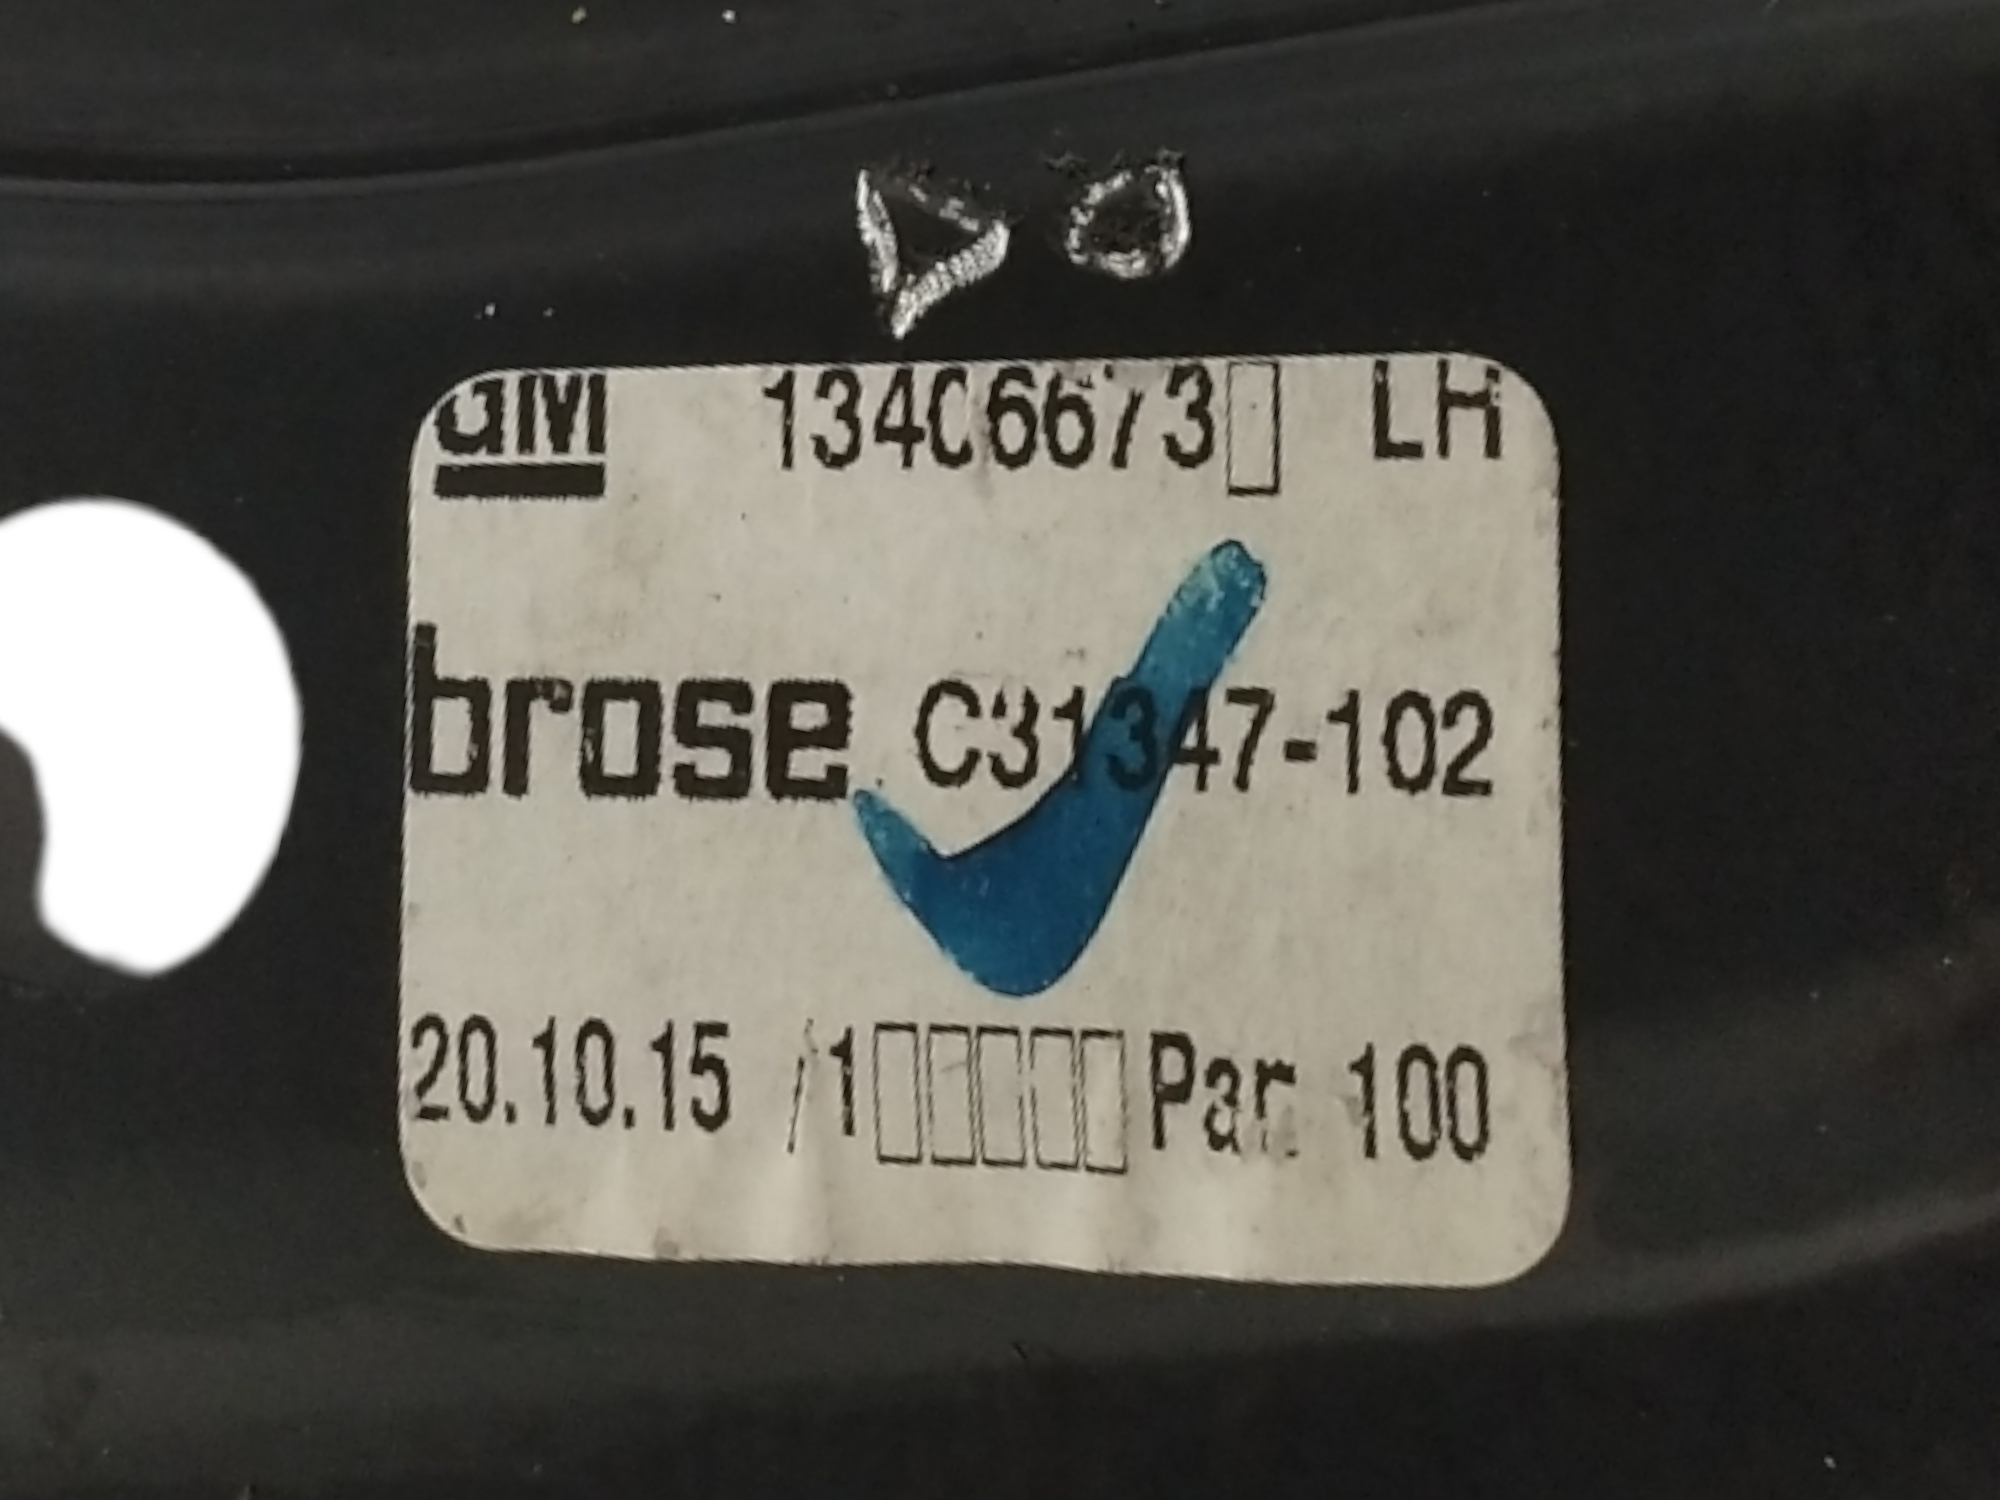 GM 13406673▯ LH
brose C31347-102
20.10.15 /1▯▯▯▯▯Par. 100